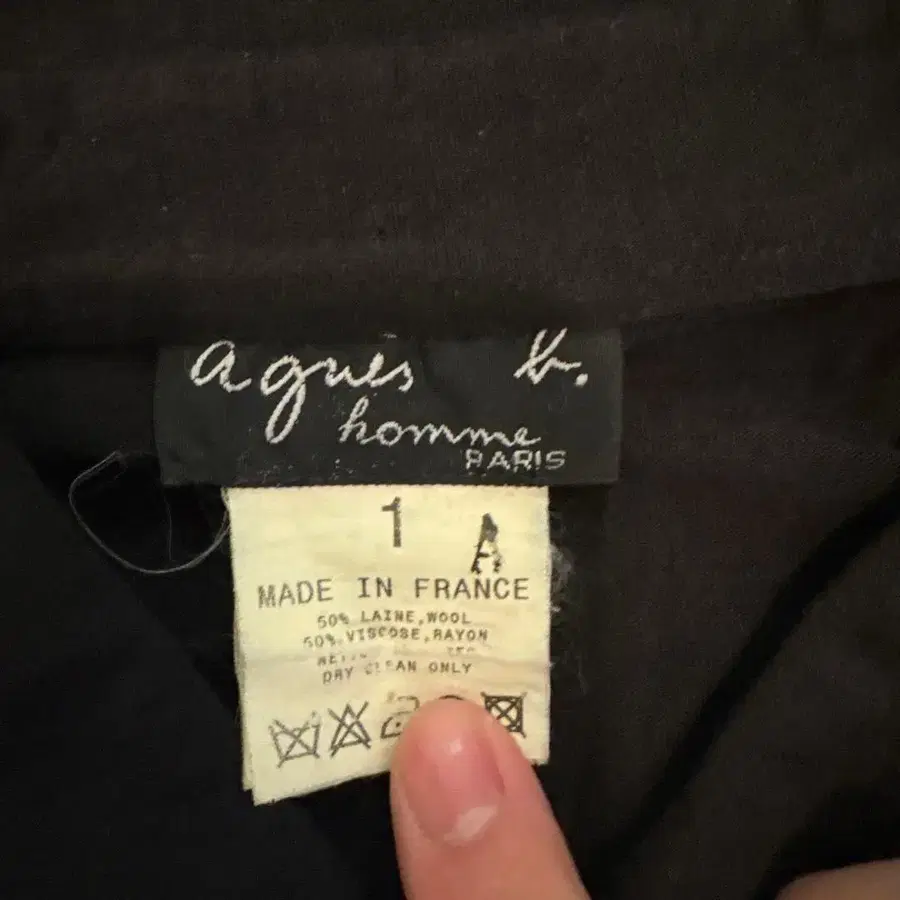 agnès b.
homme
PARIS
1 A
MADE IN FRANCE
50% LAINE,WOOL
50% VISCOSE,RAYON
DRY CLEAN ONLY